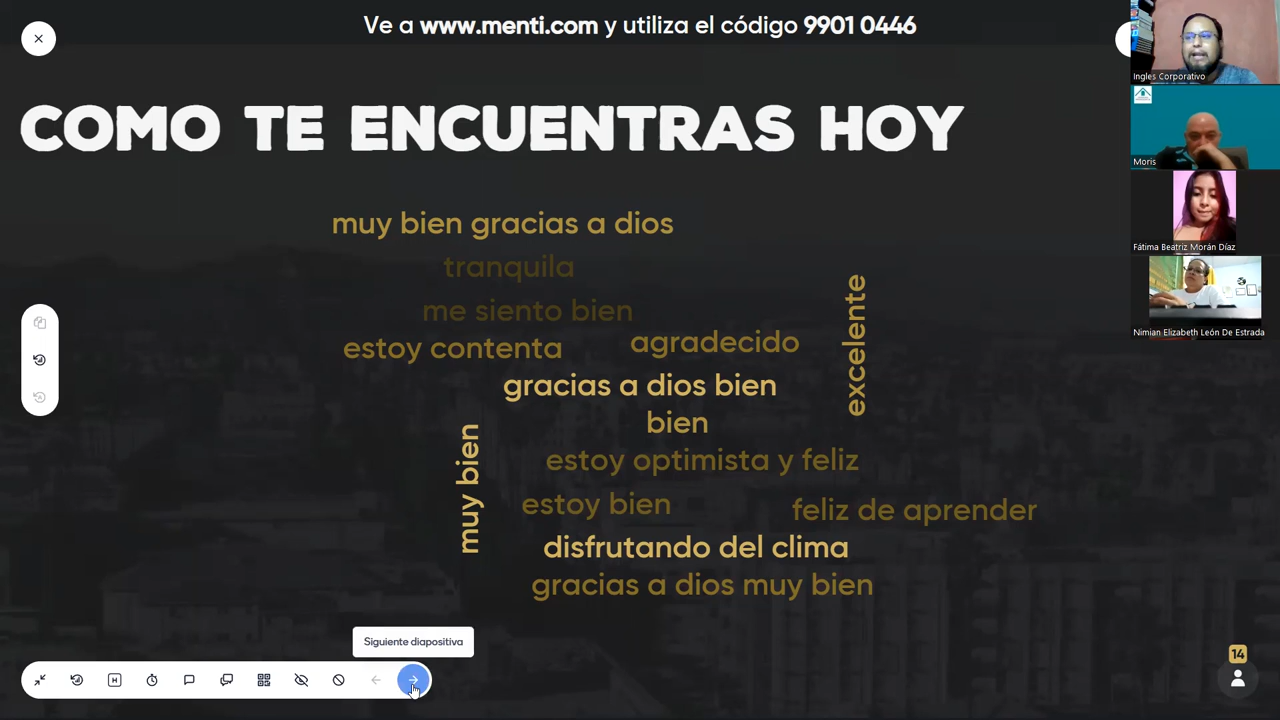 Ve a www.menti.com y utiliza el código 9901 0446
COMO TE ENCUENTRAS HOY
muy bien gracias a dios
tranquila
me siento bien
estoy contenta
agradecido
excelente
gracias a dios bien
bien
muy bien
estoy optimista y feliz
estoy bien
feliz de aprender
disfrutando del clima
gracias a dios muy bien
Siguiente diapositiva
14
Ingles Corporativo
Moris
Fátima Beatriz Morán Díaz
Nimian Elizabeth León De Estrada